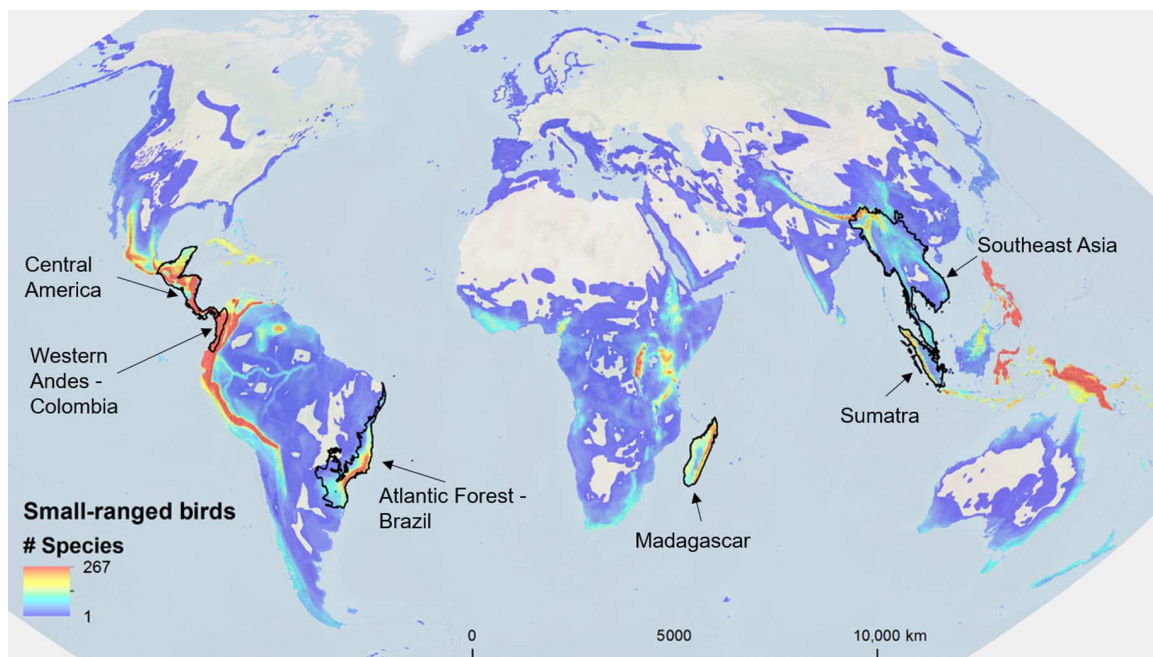 Central
America
Western
Andes -
Colombia
Southeast Asia
Sumatra
Atlantic Forest -
Brazil
Madagascar
Small-ranged birds
# Species
267
1
0
5000
10,000 km